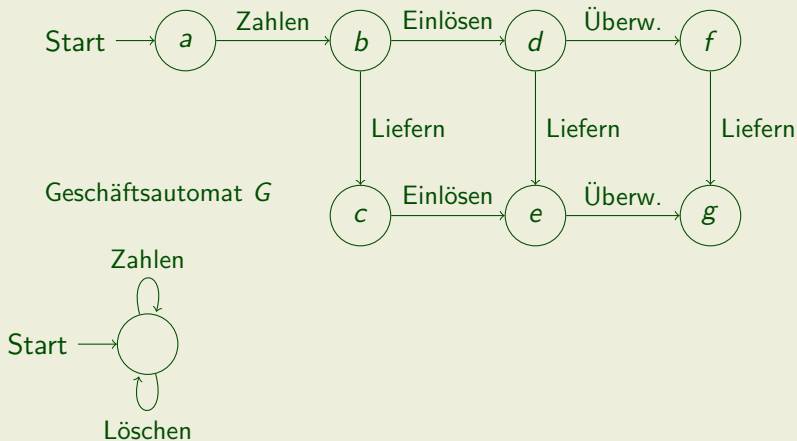 Start a Zahlen b Einlösen d Überw. f
Liefern Liefern Liefern
Geschäftsautomat G
c Einlösen e Überw. g
Zahlen
Start
Löschen